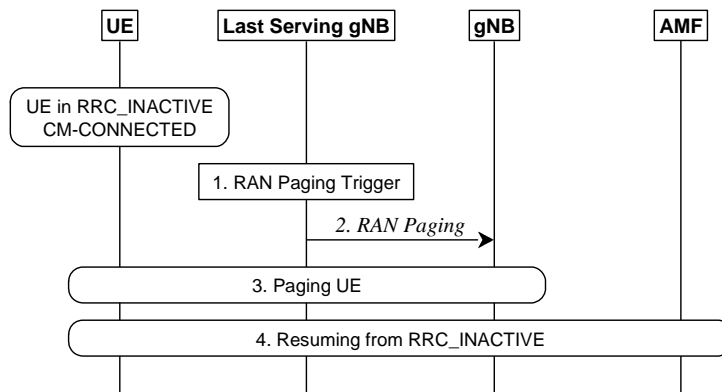 UE
Last Serving gNB
gNB
AMF
UE in RRC_INACTIVE
CM-CONNECTED
1. RAN Paging Trigger
2. RAN Paging
3. Paging UE
4. Resuming from RRC_INACTIVE